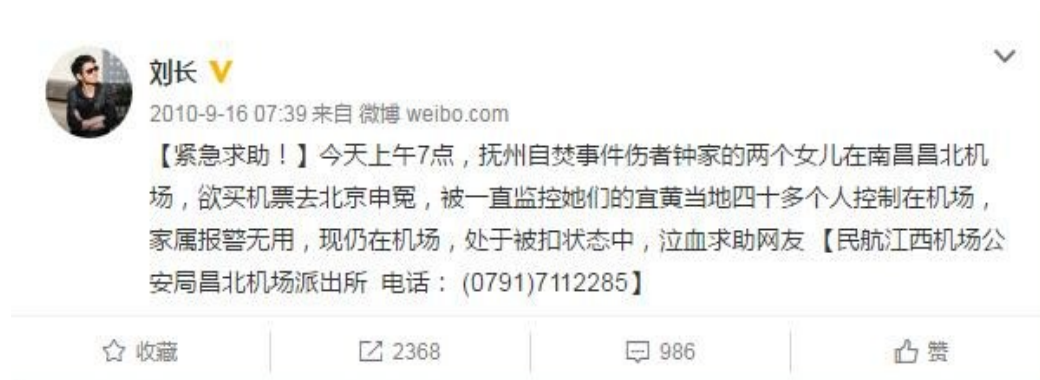 刘长
2010-9-16 07:39 来自 微博 weibo.com
【紧急求助！】今天上午7点，抚州自焚事件伤者钟家的两个女儿在南昌昌北机
场，欲买机票去北京申冤，被一直监控她们的宜黄当地四十多个人控制在机场，
家属报警无用，现仍在机场，处于被扣状态中，泣血求助网友 【民航江西机场公
安局昌北机场派出所 电话： (0791)7112285】
收藏 2368 986 赞